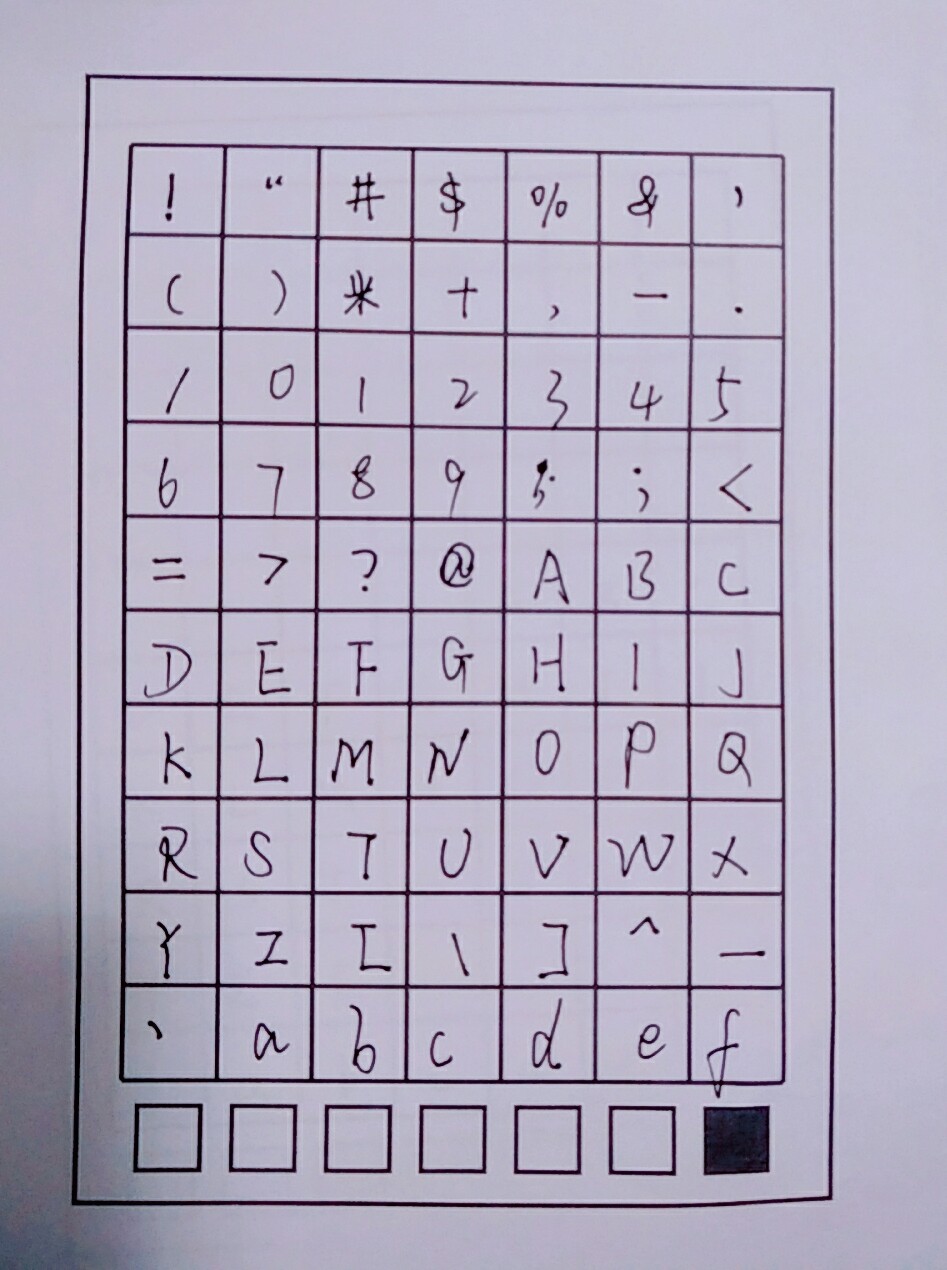 ! “ # $ % & '
( ) * + , - .
/ 0 1 2 3 4 5
6 7 8 9 ; <
= > ? @ A B C
D E F G H I J
K L M N O P Q
R S T U V W X
Y Z [ \ ] ^ _
` a b c d e f